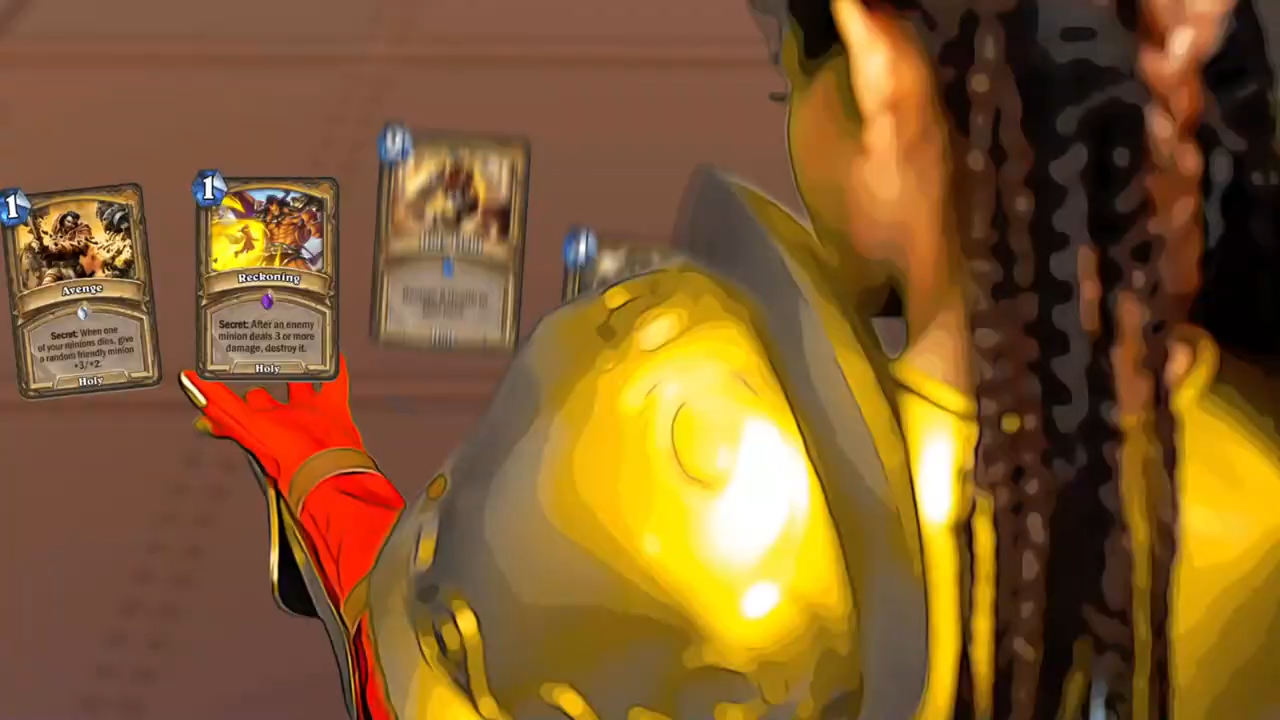 1
Avenge
Secret: When one
of your minions dies, give
a random friendly minion
+3/+2.
Holy
1
Reckoning
Secret: After an enemy
minion deals 3 or more
damage, destroy it.
Holy